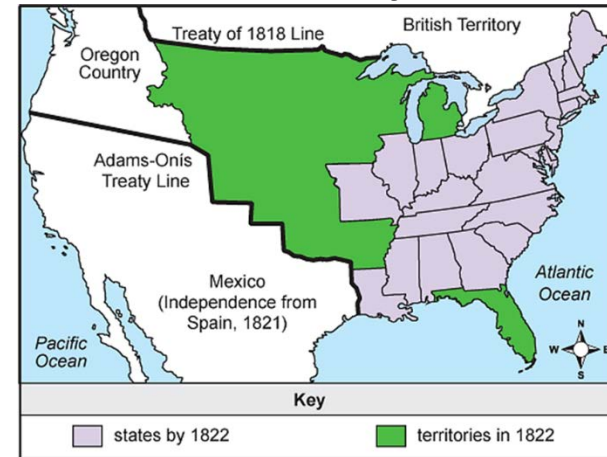 Treaty of 1818 Line
British Territory
Oregon
Country
Adams-Onís
Treaty Line
Mexico
(Independence from
Spain, 1821)
Atlantic
Ocean
Pacific
Ocean
N
W
E
S
Key
states by 1822
territories in 1822